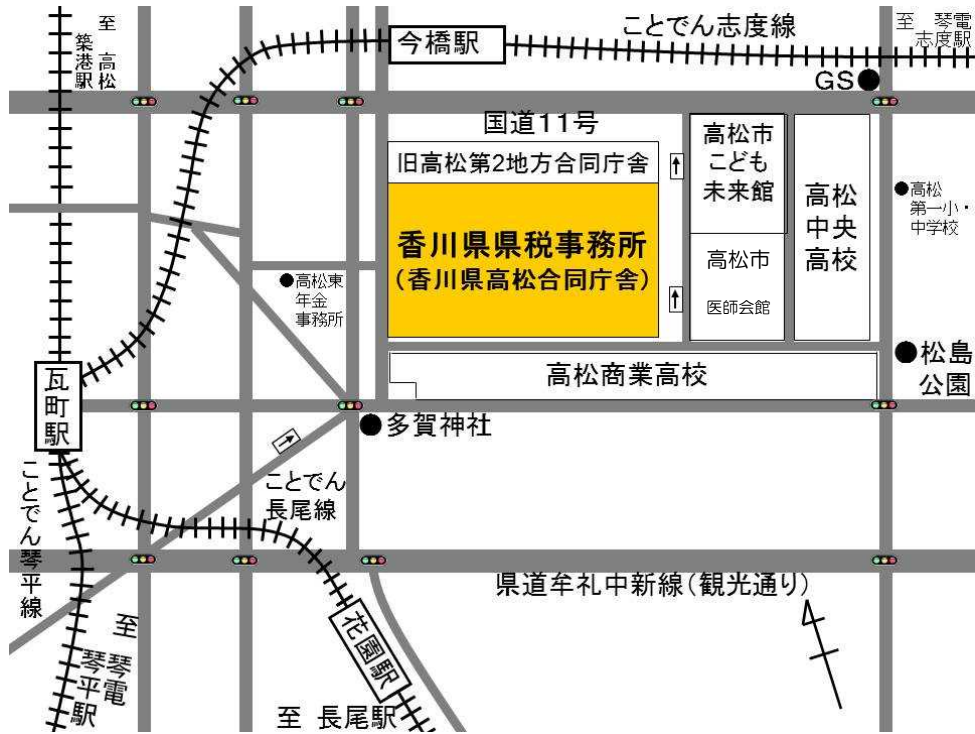 至 高松
築港駅
今橋駅
ことでん志度線
至 琴電
志度駅
GS
国道11号
旧高松第2地方合同庁舎
高松市
こども
未来館
高松
中央
高校
高松
第一小・
中学校
香川県県税事務所
(香川県高松合同庁舎)
高松市
医師会館
高松東
年金
事務所
松島
公園
瓦町駅
高松商業高校
多賀神社
ことでん
長尾線
ことでん琴平線
県道牟礼中新線(観光通り)
花園駅
至 琴電
琴平駅
至 長尾駅